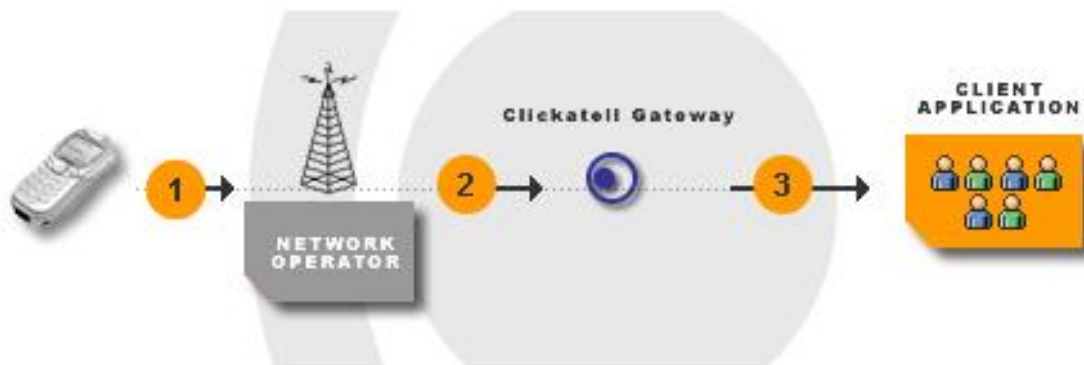 CLIENT
APPLICATION
Clickatell Gateway
1
2
3
NETWORK
OPERATOR